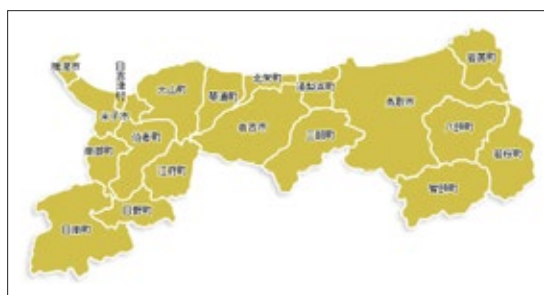 境港市
日吉津村
米子市
大山町
琴浦町
北栄町
湯梨浜町
鳥取市
岩美町
八頭町
若桜町
智頭町
倉吉市
三朝町
南部町
伯耆町
江府町
日野町
日南町